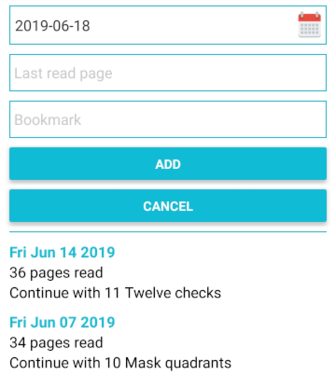 2019-06-18
Last read page
Bookmark
ADD
CANCEL
Fri Jun 14 2019
36 pages read
Continue with 11 Twelve checks
Fri Jun 07 2019
34 pages read
Continue with 10 Mask quadrants